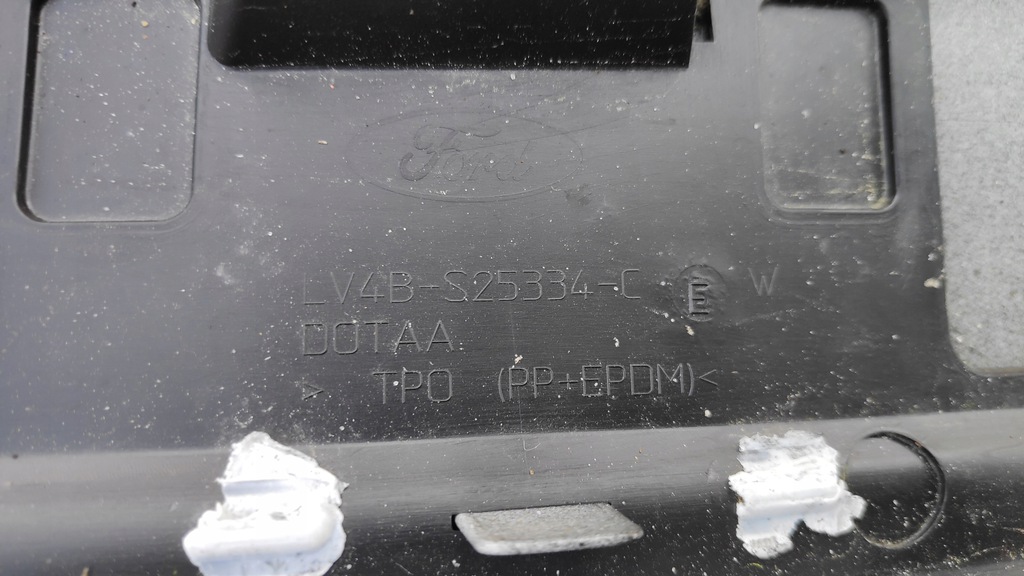 Ford
LV4B-S25334-C E W
DOTAA
> TPO (PP+EPDM)<